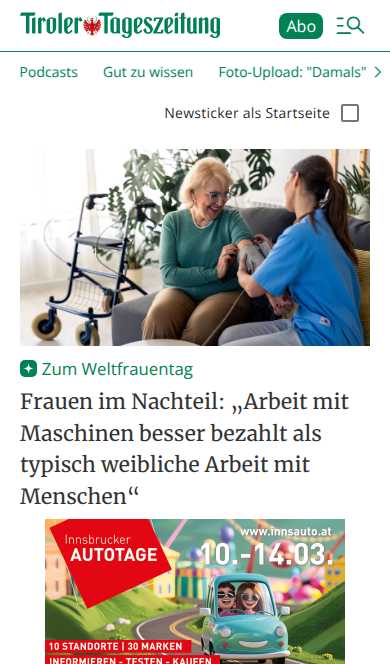 Tiroler Tageszeitung
Abo
Podcasts Gut zu wissen Foto-Upload: "Damals"
Newsticker als Startseite
Zum Weltfrauentag
Frauen im Nachteil: „Arbeit mit
Maschinen besser bezahlt als
typisch weibliche Arbeit mit
Menschen“
www.innsauto.at
Innsbrucker
AUTOTAGE
10.-14.03.
10 STANDORTE | 30 MARKEN
INFORMIEREN - TESTEN - KAUFEN